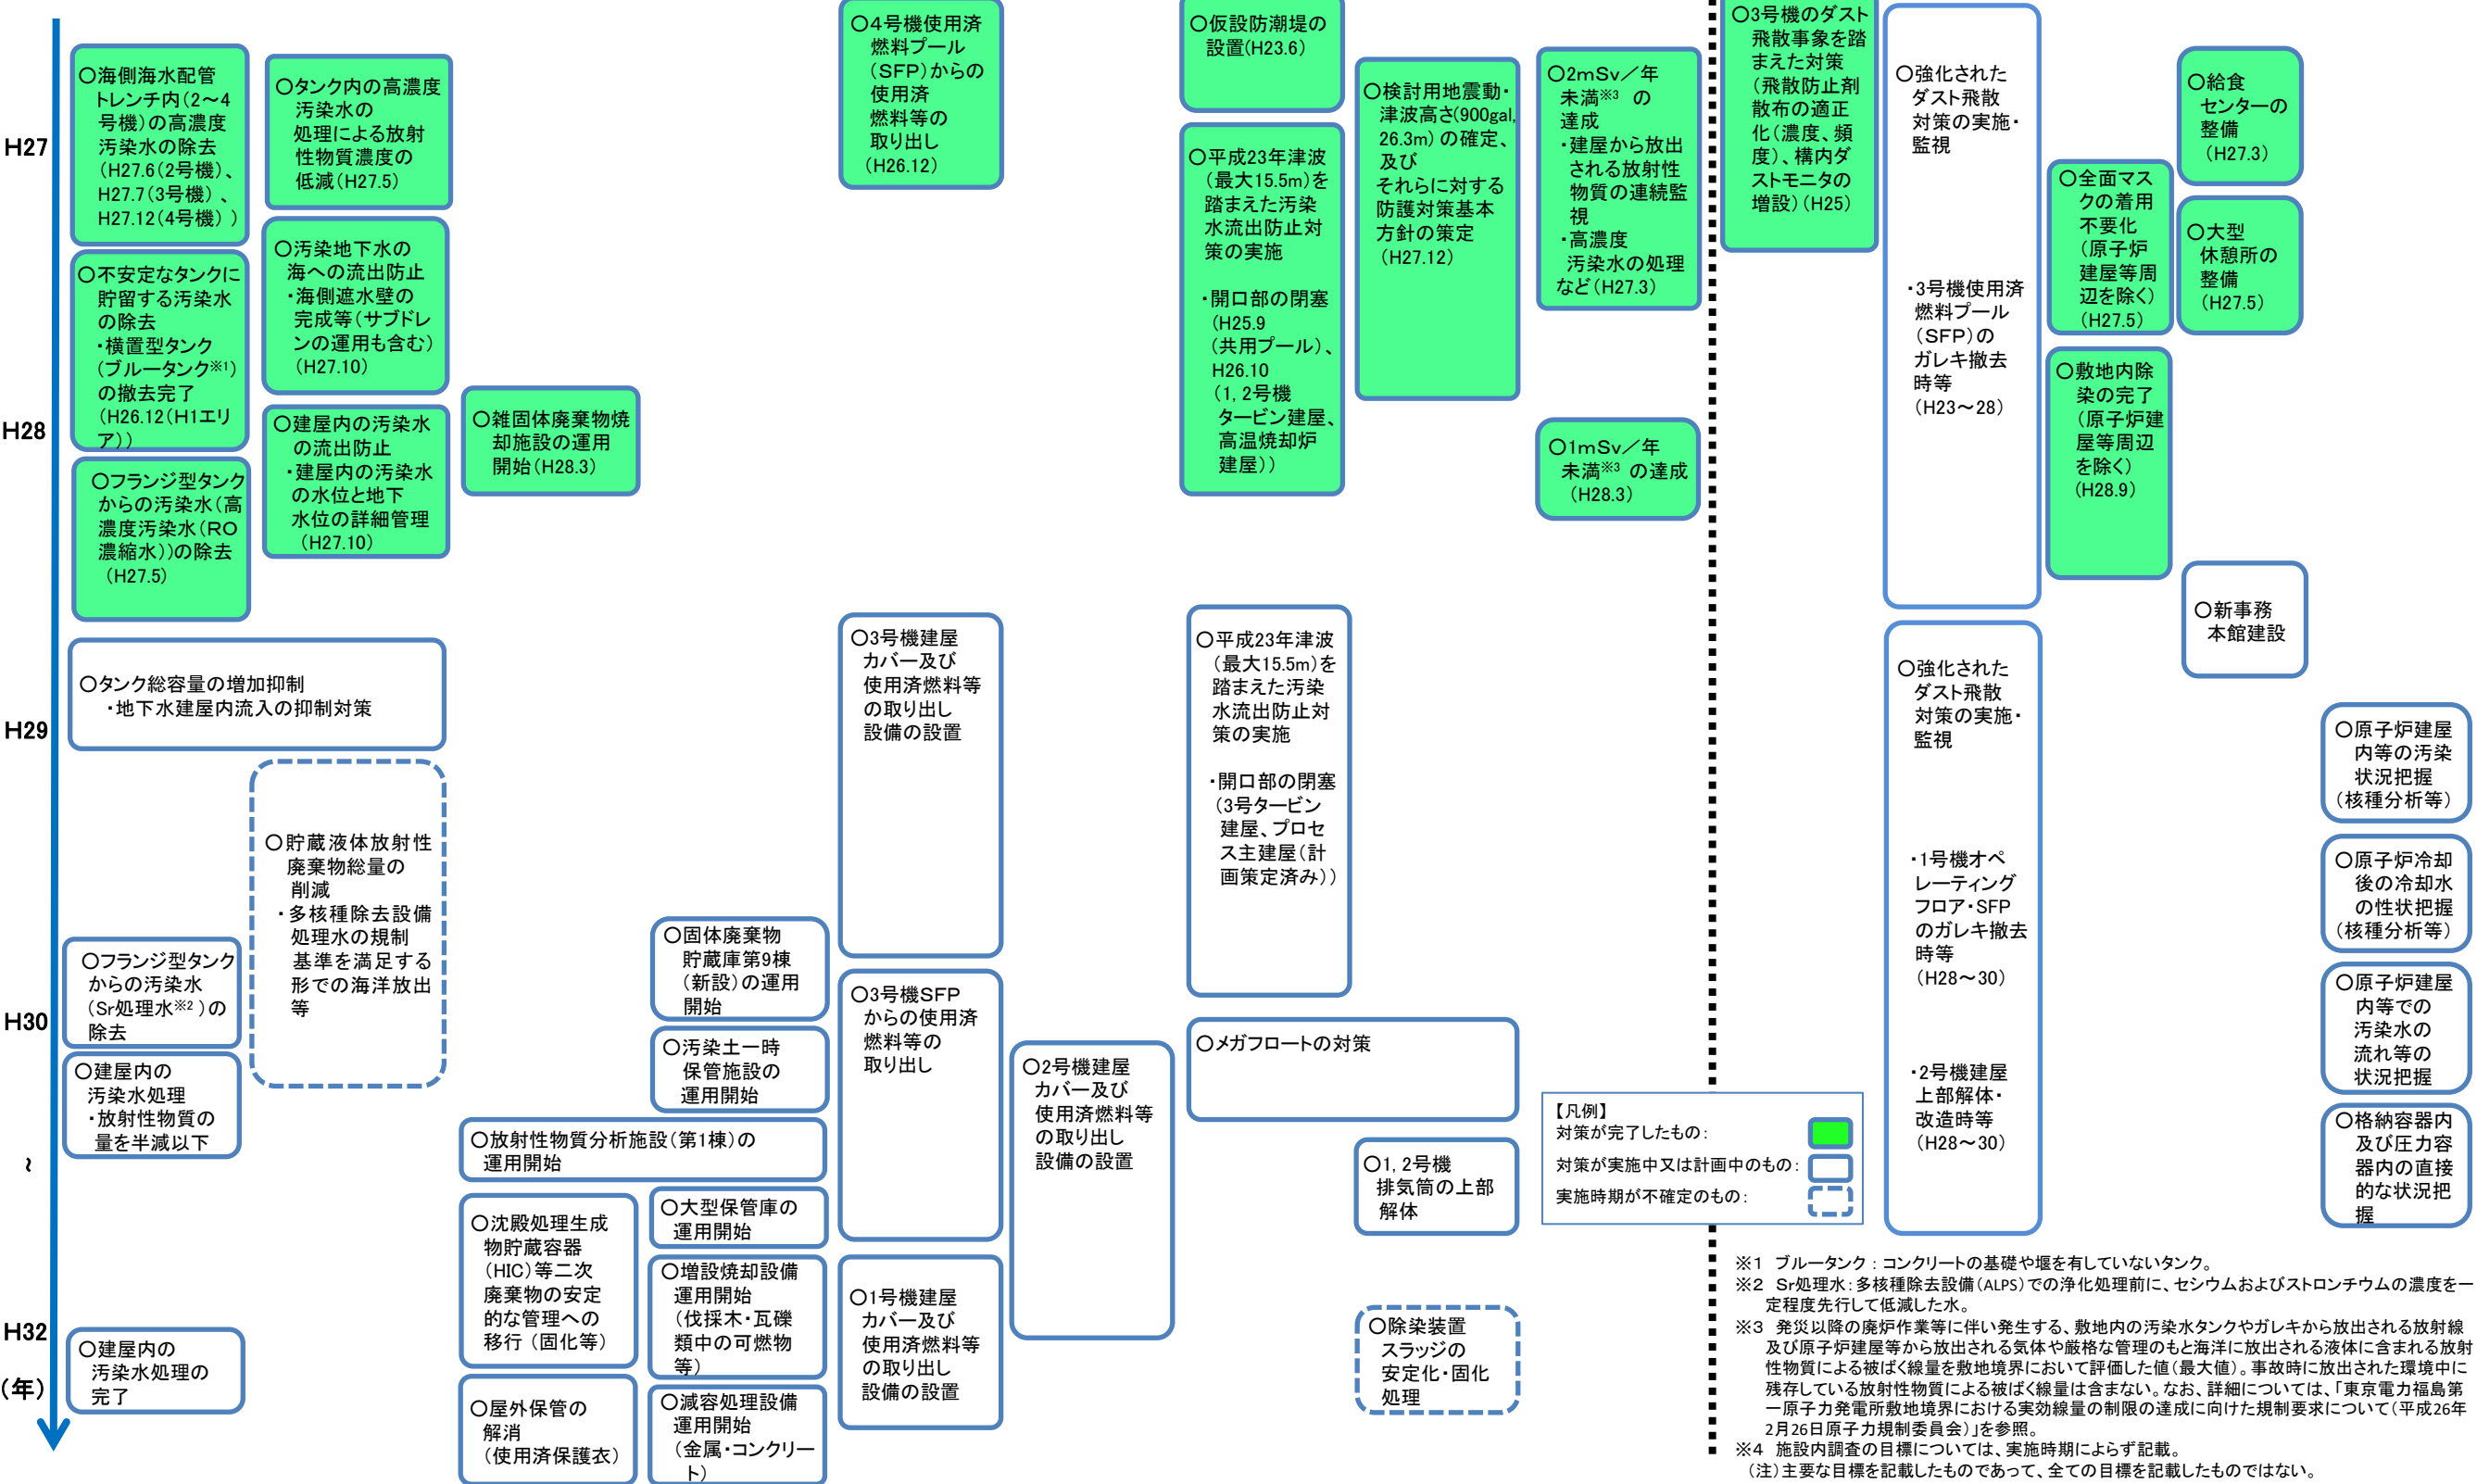 H27
H28
H29
H30
~
H32
(年)
○海側海水配管
トレンチ内(2～4
号機)の高濃度
汚染水の除去
(H27.6(2号機)、
H27.7(3号機)、
H27.12(4号機))
○不安定なタンクに
貯留する汚染水
の除去
・横置型タンク
(ブルータンク※1)
の撤去完了
(H26.12(H1エリ
ア))
○フランジ型タンク
からの汚染水(高
濃度汚染水(RO
濃縮水))の除去
(H27.5)
○タンク内の高濃度
汚染水の
処理による放射
性物質濃度の
低減(H27.5)
○汚染地下水の
海への流出防止
・海側遮水壁の
完成等(サブドレ
ンの運用も含む)
(H27.10)
○建屋内の汚染水
の流出防止
・建屋内の汚染水
の水位と地下
水位の詳細管理
(H27.10)
○タンク総容量の増加抑制
・地下水建屋内流入の抑制対策
○貯蔵液体放射性
廃棄物総量の
削減
・多核種除去設備
処理水の規制
基準を満足する
形での海洋放出
等
○フランジ型タンク
からの汚染水
(Sr処理水※2)の
除去
○建屋内の
汚染水処理
・放射性物質の
量を半減以下
○建屋内の
汚染水処理の
完了
○雑固体廃棄物焼
却施設の運用
開始(H28.3)
○固体廃棄物
貯蔵庫第9棟
(新設)の運用
開始
○汚染土一時
保管施設の
運用開始
○放射性物質分析施設(第1棟)の
運用開始
○沈殿処理生成
物貯蔵容器
(HIC)等二次
廃棄物の安定
的な管理への
移行(固化等)
○屋外保管の
解消
(使用済保護衣)
○大型保管庫の
運用開始
○増設焼却設備
運用開始
(伐採木・瓦礫
類中の可燃物
等)
○減容処理設備
運用開始
(金属・コンクリー
ト)
○4号機使用済
燃料プール
(SFP)からの
使用済
燃料等の
取り出し
(H26.12)
○3号機建屋
カバー及び
使用済燃料等
の取り出し
設備の設置
○3号機SFP
からの使用済
燃料等の
取り出し
○1号機建屋
カバー及び
使用済燃料等
の取り出し
設備の設置
○2号機建屋
カバー及び
使用済燃料等
の取り出し
設備の設置
○仮設防潮堤の
設置(H23.6)
○平成23年津波
(最大15.5m)を
踏まえた汚染
水流出防止対
策の実施
・開口部の閉塞
(H25.9
(共用プール)、
H26.10
(1, 2号機
タービン建屋、
高温焼却炉
建屋))
○検討用地震動・
津波高さ(900gal,
26.3m)の確定、
及び
それらに対する
防護対策基本
方針の策定
(H27.12)
○平成23年津波
(最大15.5m)を
踏まえた汚染
水流出防止対
策の実施
・開口部の閉塞
(3号タービン
建屋、プロセ
ス主建屋(計
画策定済み))
○メガフロートの対策
○1, 2号機
排気筒の上部
解体
○除染装置
スラッジの
安定化・固化
処理
○2mSv／年
未満※3 の
達成
・建屋から放出
される放射性
物質の連続監
視
・高濃度
汚染水の処理
など(H27.3)
○1mSv／年
未満※3 の達成
(H28.3)
【凡例】
対策が完了したもの：
対策が実施中又は計画中のもの：
実施時期が不確定のもの：
○3号機のダスト
飛散事象を踏
まえた対策
(飛散防止剤
散布の適正
化(濃度、頻
度)、構内ダ
ストモニタの
増設)(H25)
○強化された
ダスト飛散
対策の実施・
監視
・3号機使用済
燃料プール
(SFP)の
ガレキ撤去
時等
(H23～28)
○強化された
ダスト飛散
対策の実施・
監視
・1号機オペ
レーティング
フロア・SFP
のガレキ撤去
時等
(H28～30)
・2号機建屋
上部解体・
改造時等
(H28～30)
○全面マス
クの着用
不要化
(原子炉
建屋等周
辺を除く)
(H27.5)
○敷地内除
染の完了
(原子炉建
屋等周辺
を除く)
(H28.9)
○給食
センターの
整備
(H27.3)
○大型
休憩所の
整備
(H27.5)
○新事務
本館建設
○原子炉建屋
内等の汚染
状況把握
(核種分析等)
○原子炉冷却
後の冷却水
の性状把握
(核種分析等)
○原子炉建屋
内等での
汚染水の
流れ等の
状況把握
○格納容器内
及び圧力容
器内の直接
的な状況把
握
※1 ブルータンク：コンクリートの基礎や堰を有していないタンク。
※2 Sr処理水：多核種除去設備(ALPS)での浄化処理前に、セシウムおよびストロンチウムの濃度を一
定程度先行して低減した水。
※3 発災以降の廃炉作業等に伴い発生する、敷地内の汚染水タンクやガレキから放出される放射線
及び原子炉建屋等から放出される気体や厳格な管理のもと海洋に放出される液体に含まれる放射
性物質による被ばく線量を敷地境界において評価した値(最大値)。事故時に放出された環境中に
残存している放射性物質による被ばく線量は含まない。なお、詳細については、「東京電力福島第
一原子力発電所敷地境界における実効線量の制限の達成に向けた規制要求について(平成26年
2月26日原子力規制委員会)」を参照。
※4 施設内調査の目標については、実施時期によらず記載。
(注)主要な目標を記載したものであって、全ての目標を記載したものではない。